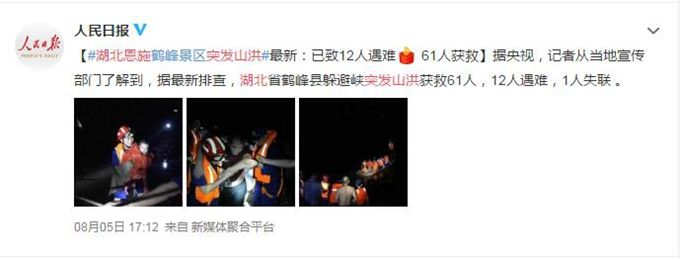 人民日报
人民日报
PEOPLE'S DAILY
【#湖北恩施鹤峰景区突发山洪#最新：已致12人遇难 61人获救】据央视，记者从当地宣传
部门了解到，据最新排查，湖北省鹤峰县躲避峡突发山洪获救61人，12人遇难，1人失联 。
08月05日 17:12 来自 新媒体聚合平台